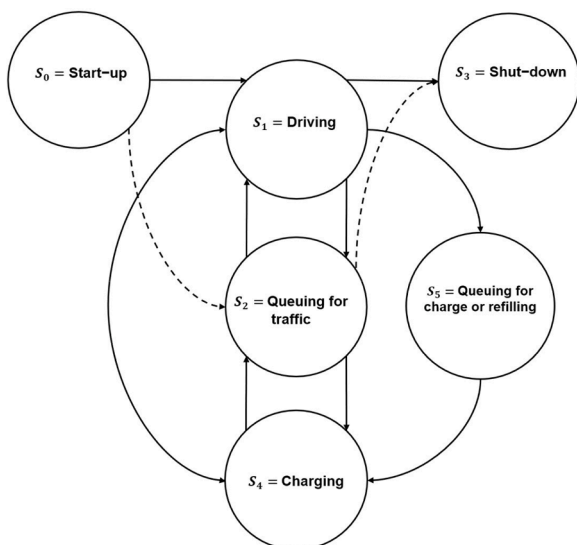 S₀ = Start−up
S₃ = Shut−down
S₁ = Driving
S₂ = Queuing for
traffic
S₅ = Queuing for
charge or refilling
S₄ = Charging